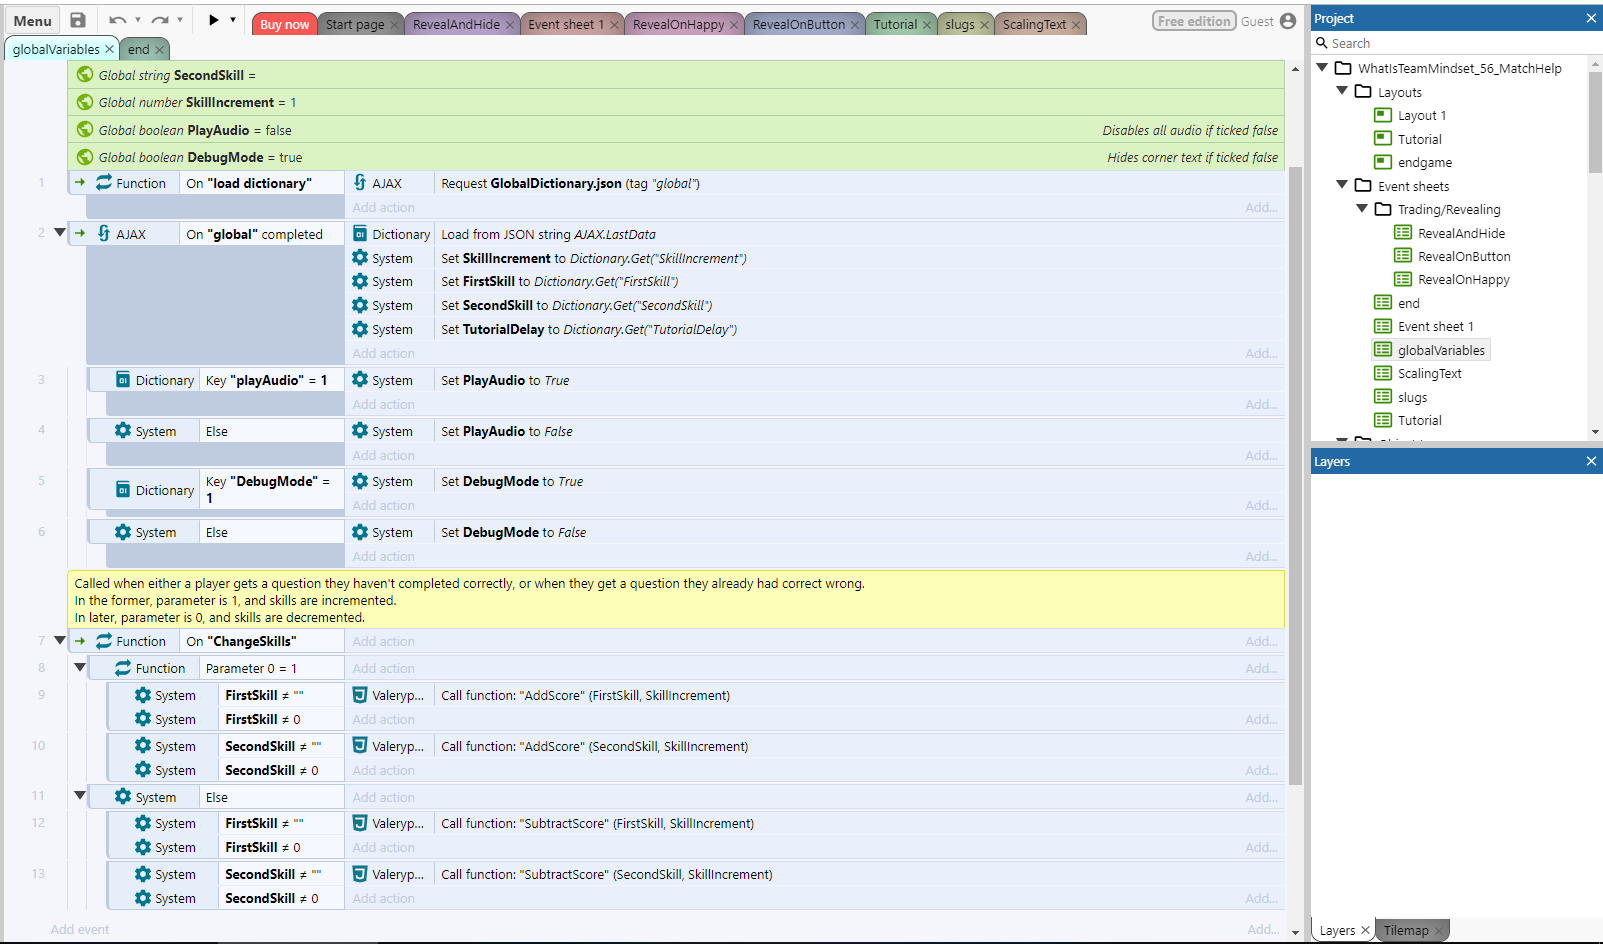 Menu Buy now Start page RevealAndHide Event sheet 1 RevealOnHappy RevealOnButton Tutorial slugs ScalingText Free edition Guest
globalVariables end
Global string SecondSkill =
Global number SkillIncrement = 1
Global boolean PlayAudio = false Disables all audio if ticked false
Global boolean DebugMode = true Hides corner text if ticked false
1 Function On "load dictionary" AJAX Request GlobalDictionary.json (tag "global")
Add action Add...
2 AJAX On "global" completed Dictionary Load from JSON string AJAX.LastData
System Set SkillIncrement to Dictionary.Get("SkillIncrement")
System Set FirstSkill to Dictionary.Get("FirstSkill")
System Set SecondSkill to Dictionary.Get("SecondSkill")
System Set TutorialDelay to Dictionary.Get("TutorialDelay")
Add action Add...
3 Dictionary Key "playAudio" = 1 System Set PlayAudio to True
Add action Add...
4 System Else System Set PlayAudio to False
Add action Add...
5 Dictionary Key "DebugMode" = 1 System Set DebugMode to True
Add action Add...
6 System Else System Set DebugMode to False
Add action Add...
Called when either a player gets a question they haven't completed correctly, or when they get a question they already had correct wrong.
In the former, parameter is 1, and skills are incremented.
In later, parameter is 0, and skills are decremented.
7 Function On "ChangeSkills" Add action Add...
8 Function Parameter 0 = 1 Add action Add...
9 System FirstSkill ≠ "" Valeryp... Call function: "AddScore" (FirstSkill, SkillIncrement)
System FirstSkill ≠ 0 Add action Add...
10 System SecondSkill ≠ "" Valeryp... Call function: "AddScore" (SecondSkill, SkillIncrement)
System SecondSkill ≠ 0 Add action Add...
11 System Else Add action Add...
12 System FirstSkill ≠ "" Valeryp... Call function: "SubtractScore" (FirstSkill, SkillIncrement)
System FirstSkill ≠ 0 Add action Add...
13 System SecondSkill ≠ "" Valeryp... Call function: "SubtractScore" (SecondSkill, SkillIncrement)
System SecondSkill ≠ 0 Add action Add...
Add event Add...
Project
Search
WhatIsTeamMindset_56_MatchHelp
Layouts
Layout 1
Tutorial
endgame
Event sheets
Trading/Revealing
RevealAndHide
RevealOnButton
RevealOnHappy
end
Event sheet 1
globalVariables
ScalingText
slugs
Tutorial
Layers
Layers Tilemap